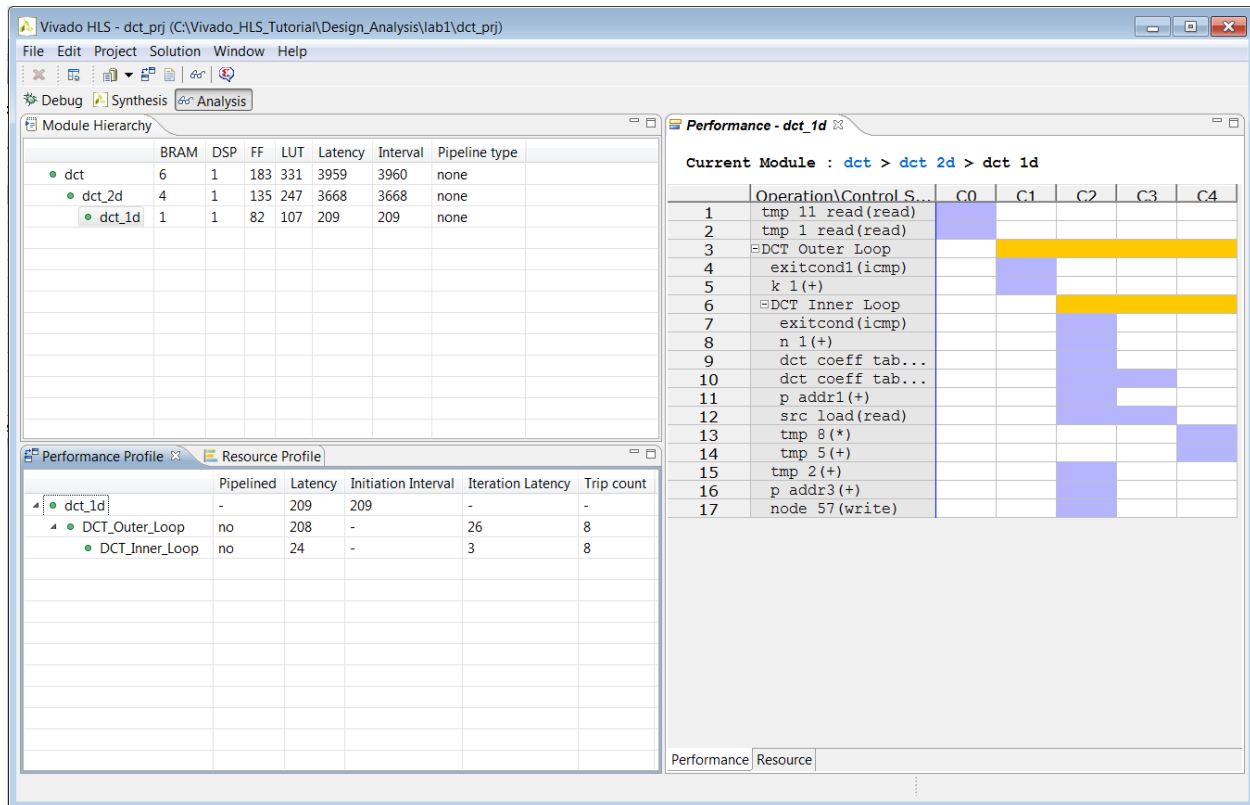 Vivado HLS - dct_prj (C:\Vivado_HLS_Tutorial\Design_Analysis\lab1\dct_prj)
File Edit Project Solution Window Help
Debug Synthesis Analysis
Module Hierarchy
BRAM DSP FF LUT Latency Interval Pipeline type
dct 6 1 183 331 3959 3960 none
dct_2d 4 1 135 247 3668 3668 none
dct_1d 1 1 82 107 209 209 none
Performance Profile Resource Profile
Pipelined Latency Initiation Interval Iteration Latency Trip count
dct_1d - 209 209 - -
DCT_Outer_Loop no 208 - 26 8
DCT_Inner_Loop no 24 - 3 8
Performance - dct_1d
Current Module : dct > dct 2d > dct 1d
Operation\Control S... C0 C1 C2 C3 C4
1 tmp 11 read(read)
2 tmp 1 read(read)
3 DCT Outer Loop
4 exitcond1(icmp)
5 k 1(+)
6 DCT Inner Loop
7 exitcond(icmp)
8 n 1(+)
9 dct coeff tab...
10 dct coeff tab...
11 p addr1(+)
12 src load(read)
13 tmp 8(*)
14 tmp 5(+)
15 tmp 2(+)
16 p addr3(+)
17 node 57(write)
Performance Resource